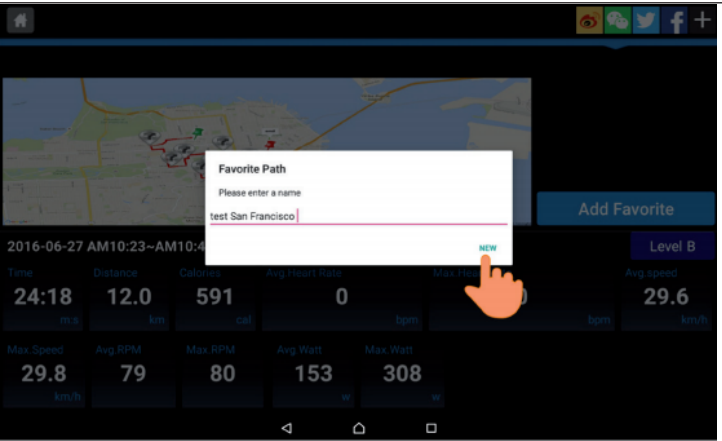 Favorite Path
Please enter a name
test San Francisco
NEW
Add Favorite
2016-06-27 AM10:23~AM10:4
Level B
Time Distance Calories Avg.Heart Rate Max.Hea Avg.speed
24:18 12.0 591 0 0 29.6
m:s km cal bpm bpm km/h
Max.Speed Avg.RPM Max.RPM Avg.Watt Max.Watt
29.8 79 80 153 308
km/h w w